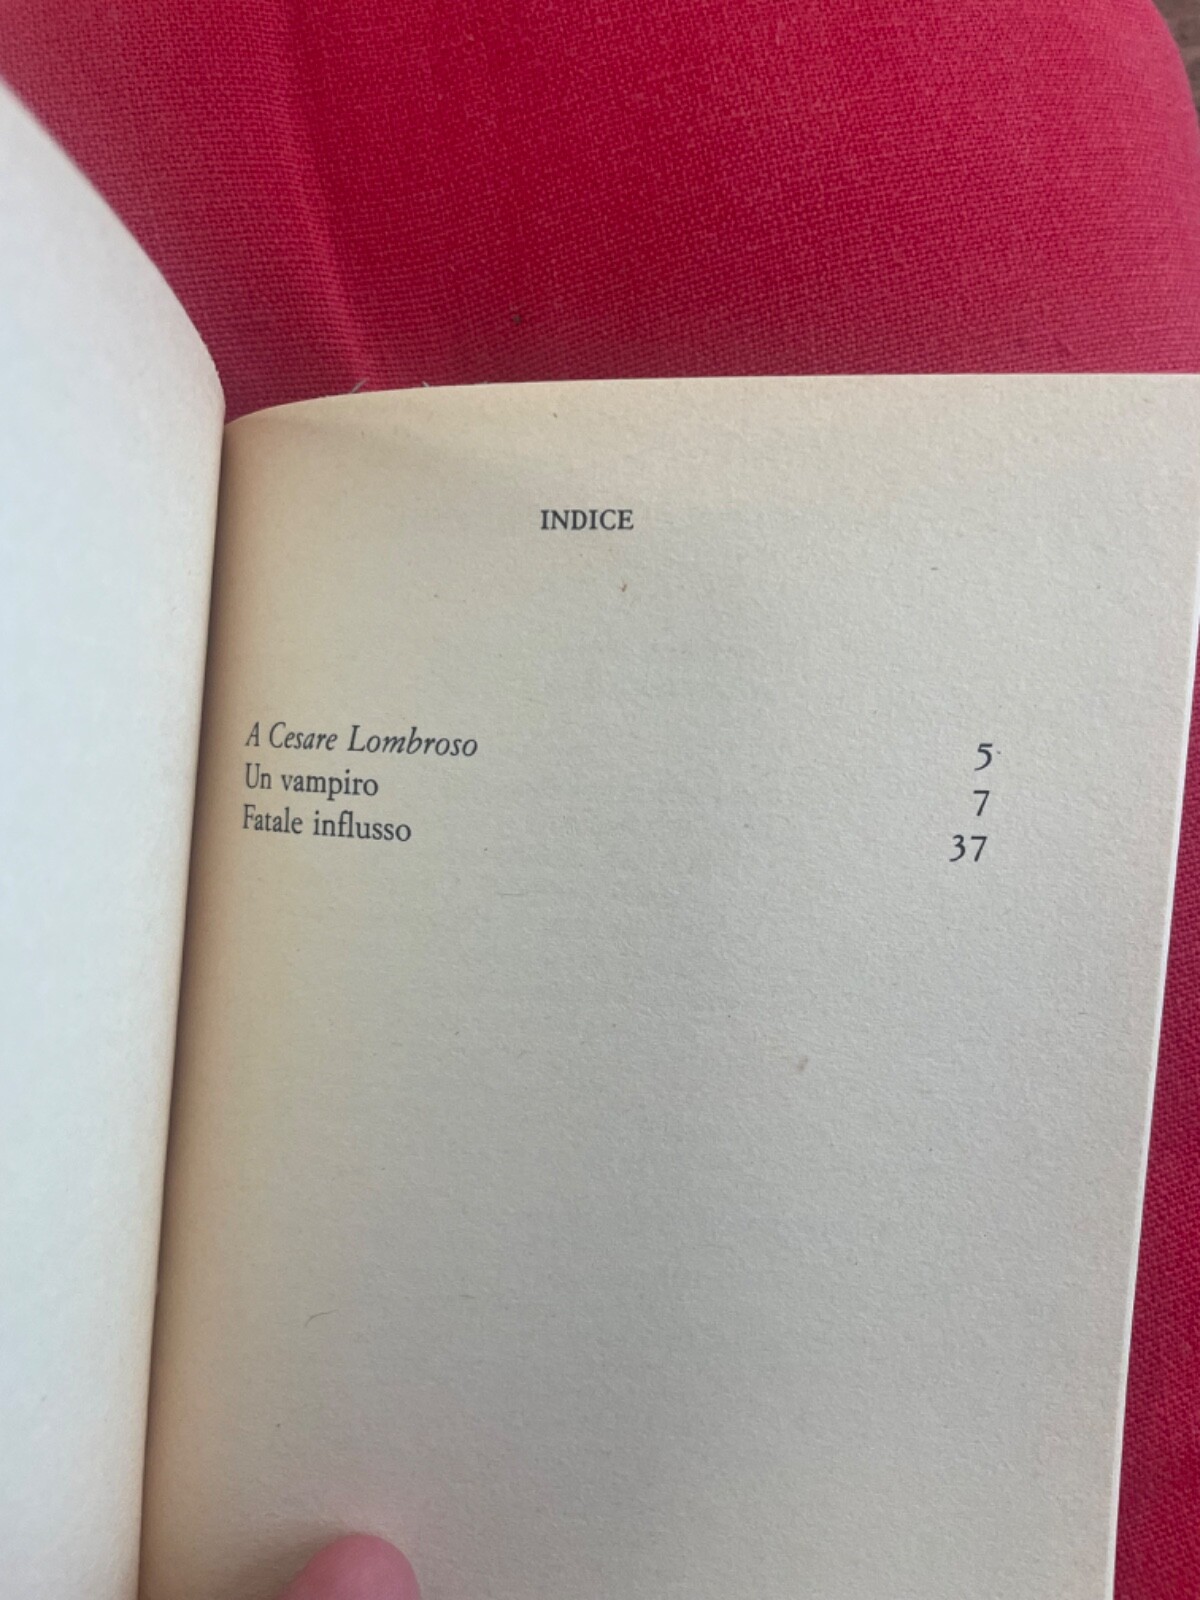 INDICE
A Cesare Lombroso 5
Un vampiro 7
Fatale influsso 37